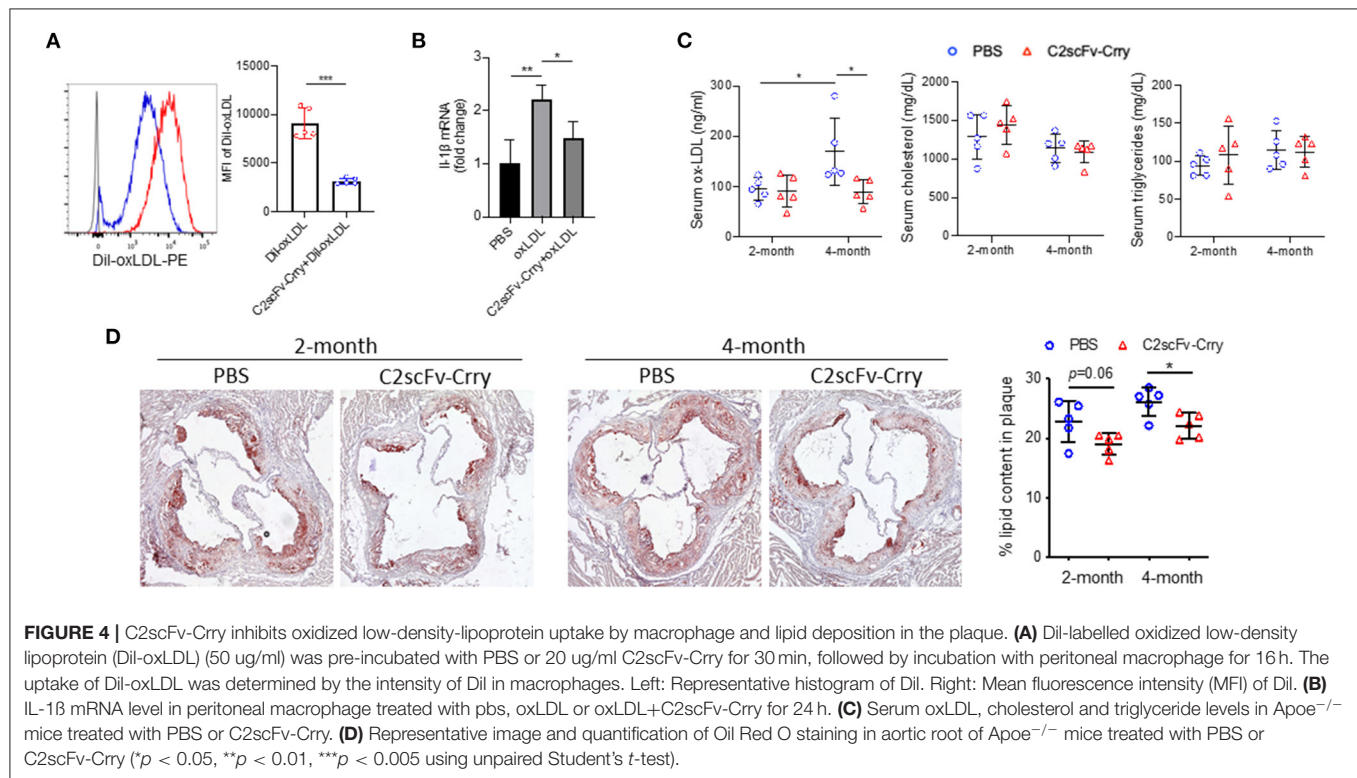 A
Dil-oxLDL-PE
0 10³ 10⁴ 10⁵
MFI of Dil-oxLDL
15000
10000
5000
0
***
Dil-oxLDL
C2scFv-Crry+Dil-oxLDL
B
Il-1β mRNA
(fold change)
3
2
1
0
**
*
PBS
oxLDL
C2scFv-Crry+oxLDL
C
PBS C2scFv-Crry
Serum ox-LDL (ng/ml)
300
200
100
0
*
*
2-month 4-month
Serum cholesterol (mg/dL)
2000
1500
1000
500
0
2-month 4-month
Serum triglycerides (mg/dL)
200
150
100
50
0
2-month 4-month
D
2-month 4-month
PBS C2scFv-Crry PBS C2scFv-Crry
PBS C2scFv-Crry
% lipid content in plaque
30
20
10
0
p=0.06
*
2-month 4-month
FIGURE 4 | C2scFv-Crry inhibits oxidized low-density-lipoprotein uptake by macrophage and lipid deposition in the plaque. (A) Dil-labelled oxidized low-density
lipoprotein (Dil-oxLDL) (50 ug/ml) was pre-incubated with PBS or 20 ug/ml C2scFv-Crry for 30 min, followed by incubation with peritoneal macrophage for 16 h. The
uptake of Dil-oxLDL was determined by the intensity of Dil in macrophages. Left: Representative histogram of Dil. Right: Mean fluorescence intensity (MFI) of Dil. (B)
IL-1ß mRNA level in peritoneal macrophage treated with pbs, oxLDL or oxLDL+C2scFv-Crry for 24 h. (C) Serum oxLDL, cholesterol and triglyceride levels in Apoe−/−
mice treated with PBS or C2scFv-Crry. (D) Representative image and quantification of Oil Red O staining in aortic root of Apoe−/− mice treated with PBS or
C2scFv-Crry (*p < 0.05, **p < 0.01, ***p < 0.005 using unpaired Student's t-test).